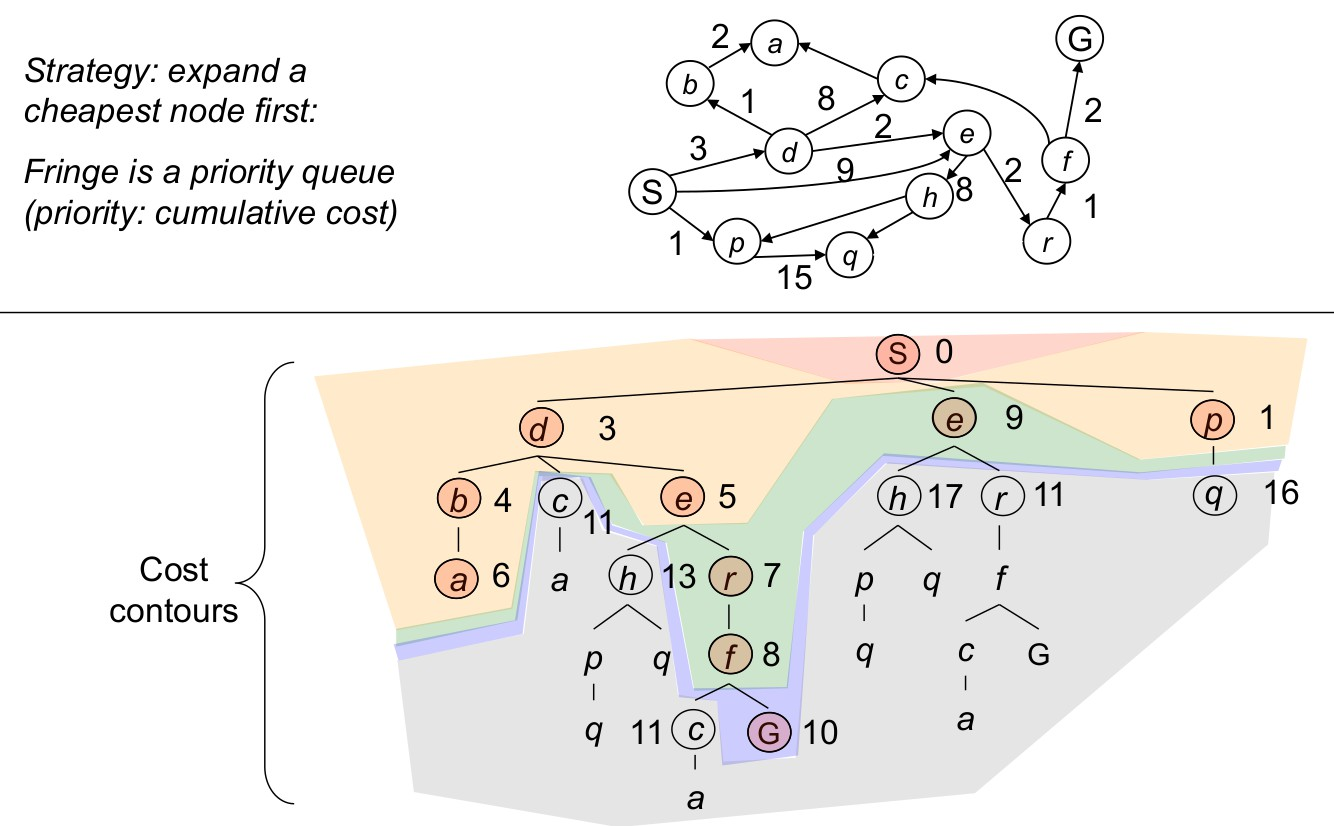 Strategy: expand a
cheapest node first:
Fringe is a priority queue
(priority: cumulative cost)
G
2 a
b c
1 8 2
2 e
3 d f
9 2
S h 8
1 p 1
q r
15
S 0
d 3 e 9 p 1
b 4 c 11 e 5 h 17 r 11 q 16
Cost
contours
a 6 a h 13 r 7 p q f
p q f 8 q c G
q 11 c G 10 a
a